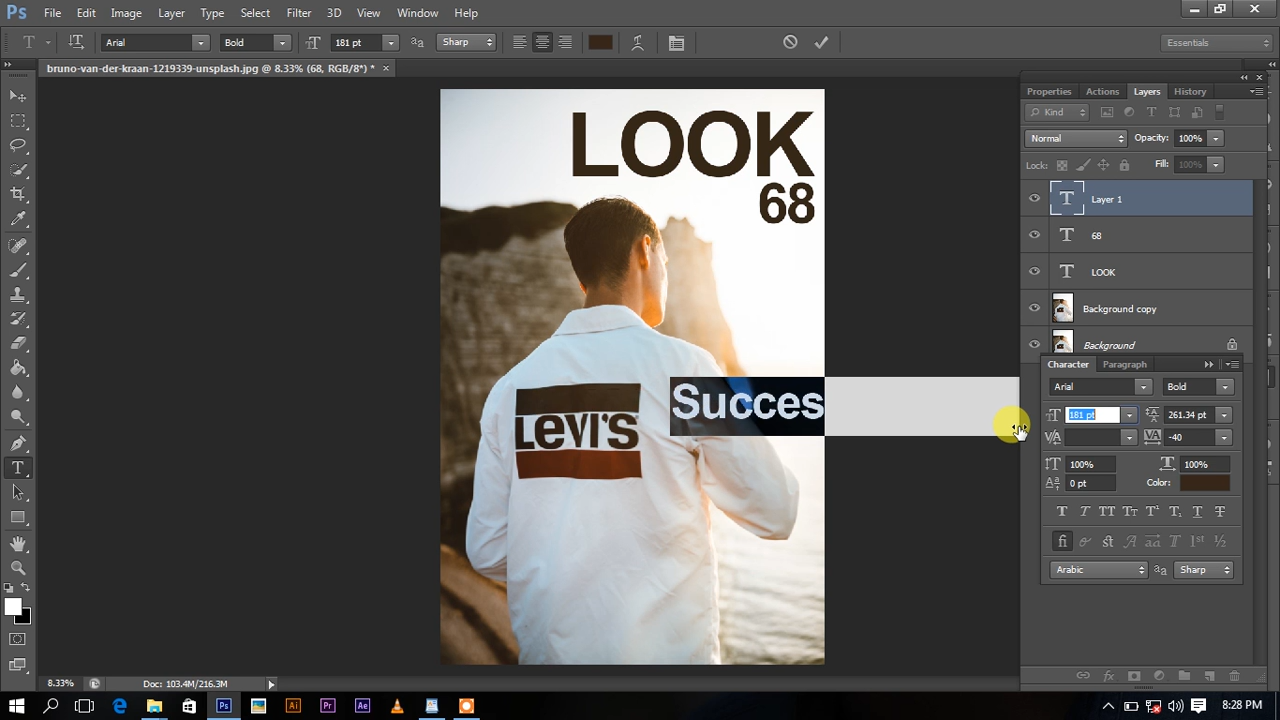 Ps File Edit Image Layer Type Select Filter 3D View Window Help
T Arial Bold 181 pt Sharp Essentials
bruno-van-der-kraan-1219339-unsplash.jpg @ 8.33% (68, RGB/8*) * ×
Properties Actions Layers History
Kind
Normal Opacity: 100%
Lock: Fill: 100%
Layer 1
68
LOOK
Background copy
Background
LOOK
68
Succes
LEVI'S
Character Paragraph
Arial Bold
181 pt 261.34 pt
-40
100% 100%
0 pt Color:
Arabic Sharp
8.33% Doc: 103.4M/216.3M
Ps Ai Pr Ae 8:28 PM